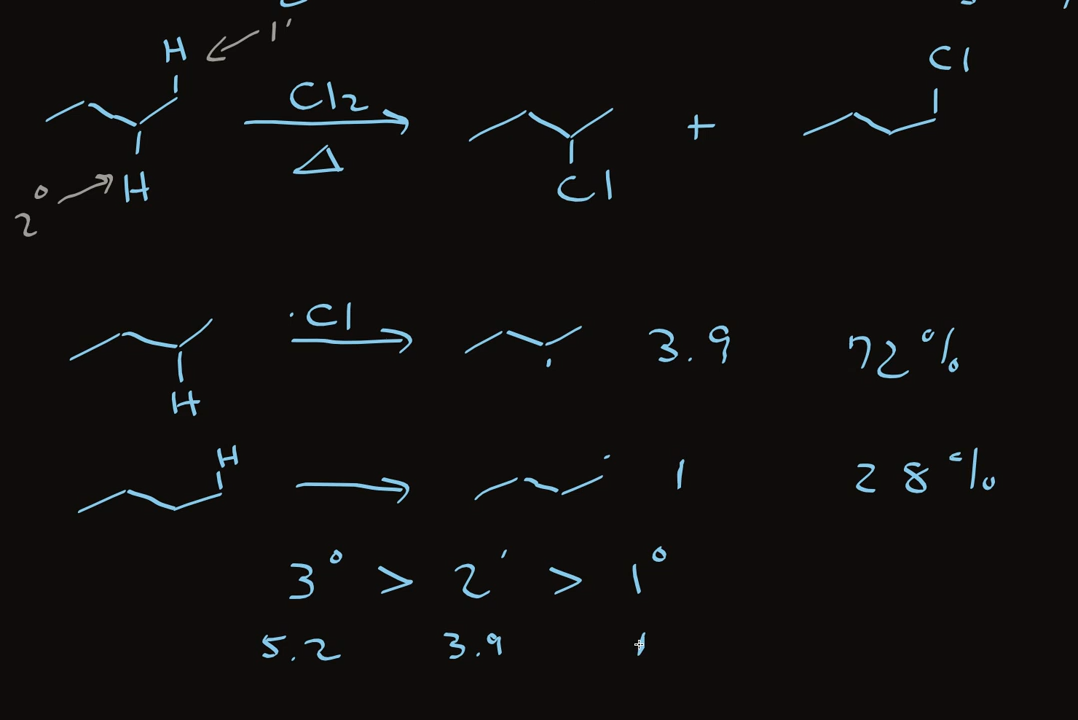 H 1'
Cl₂ + Cl
Δ
2° H Cl
·Cl 3.9 72%
H
H
1 28%
3° > 2' > 1°
5.2 3.9 1